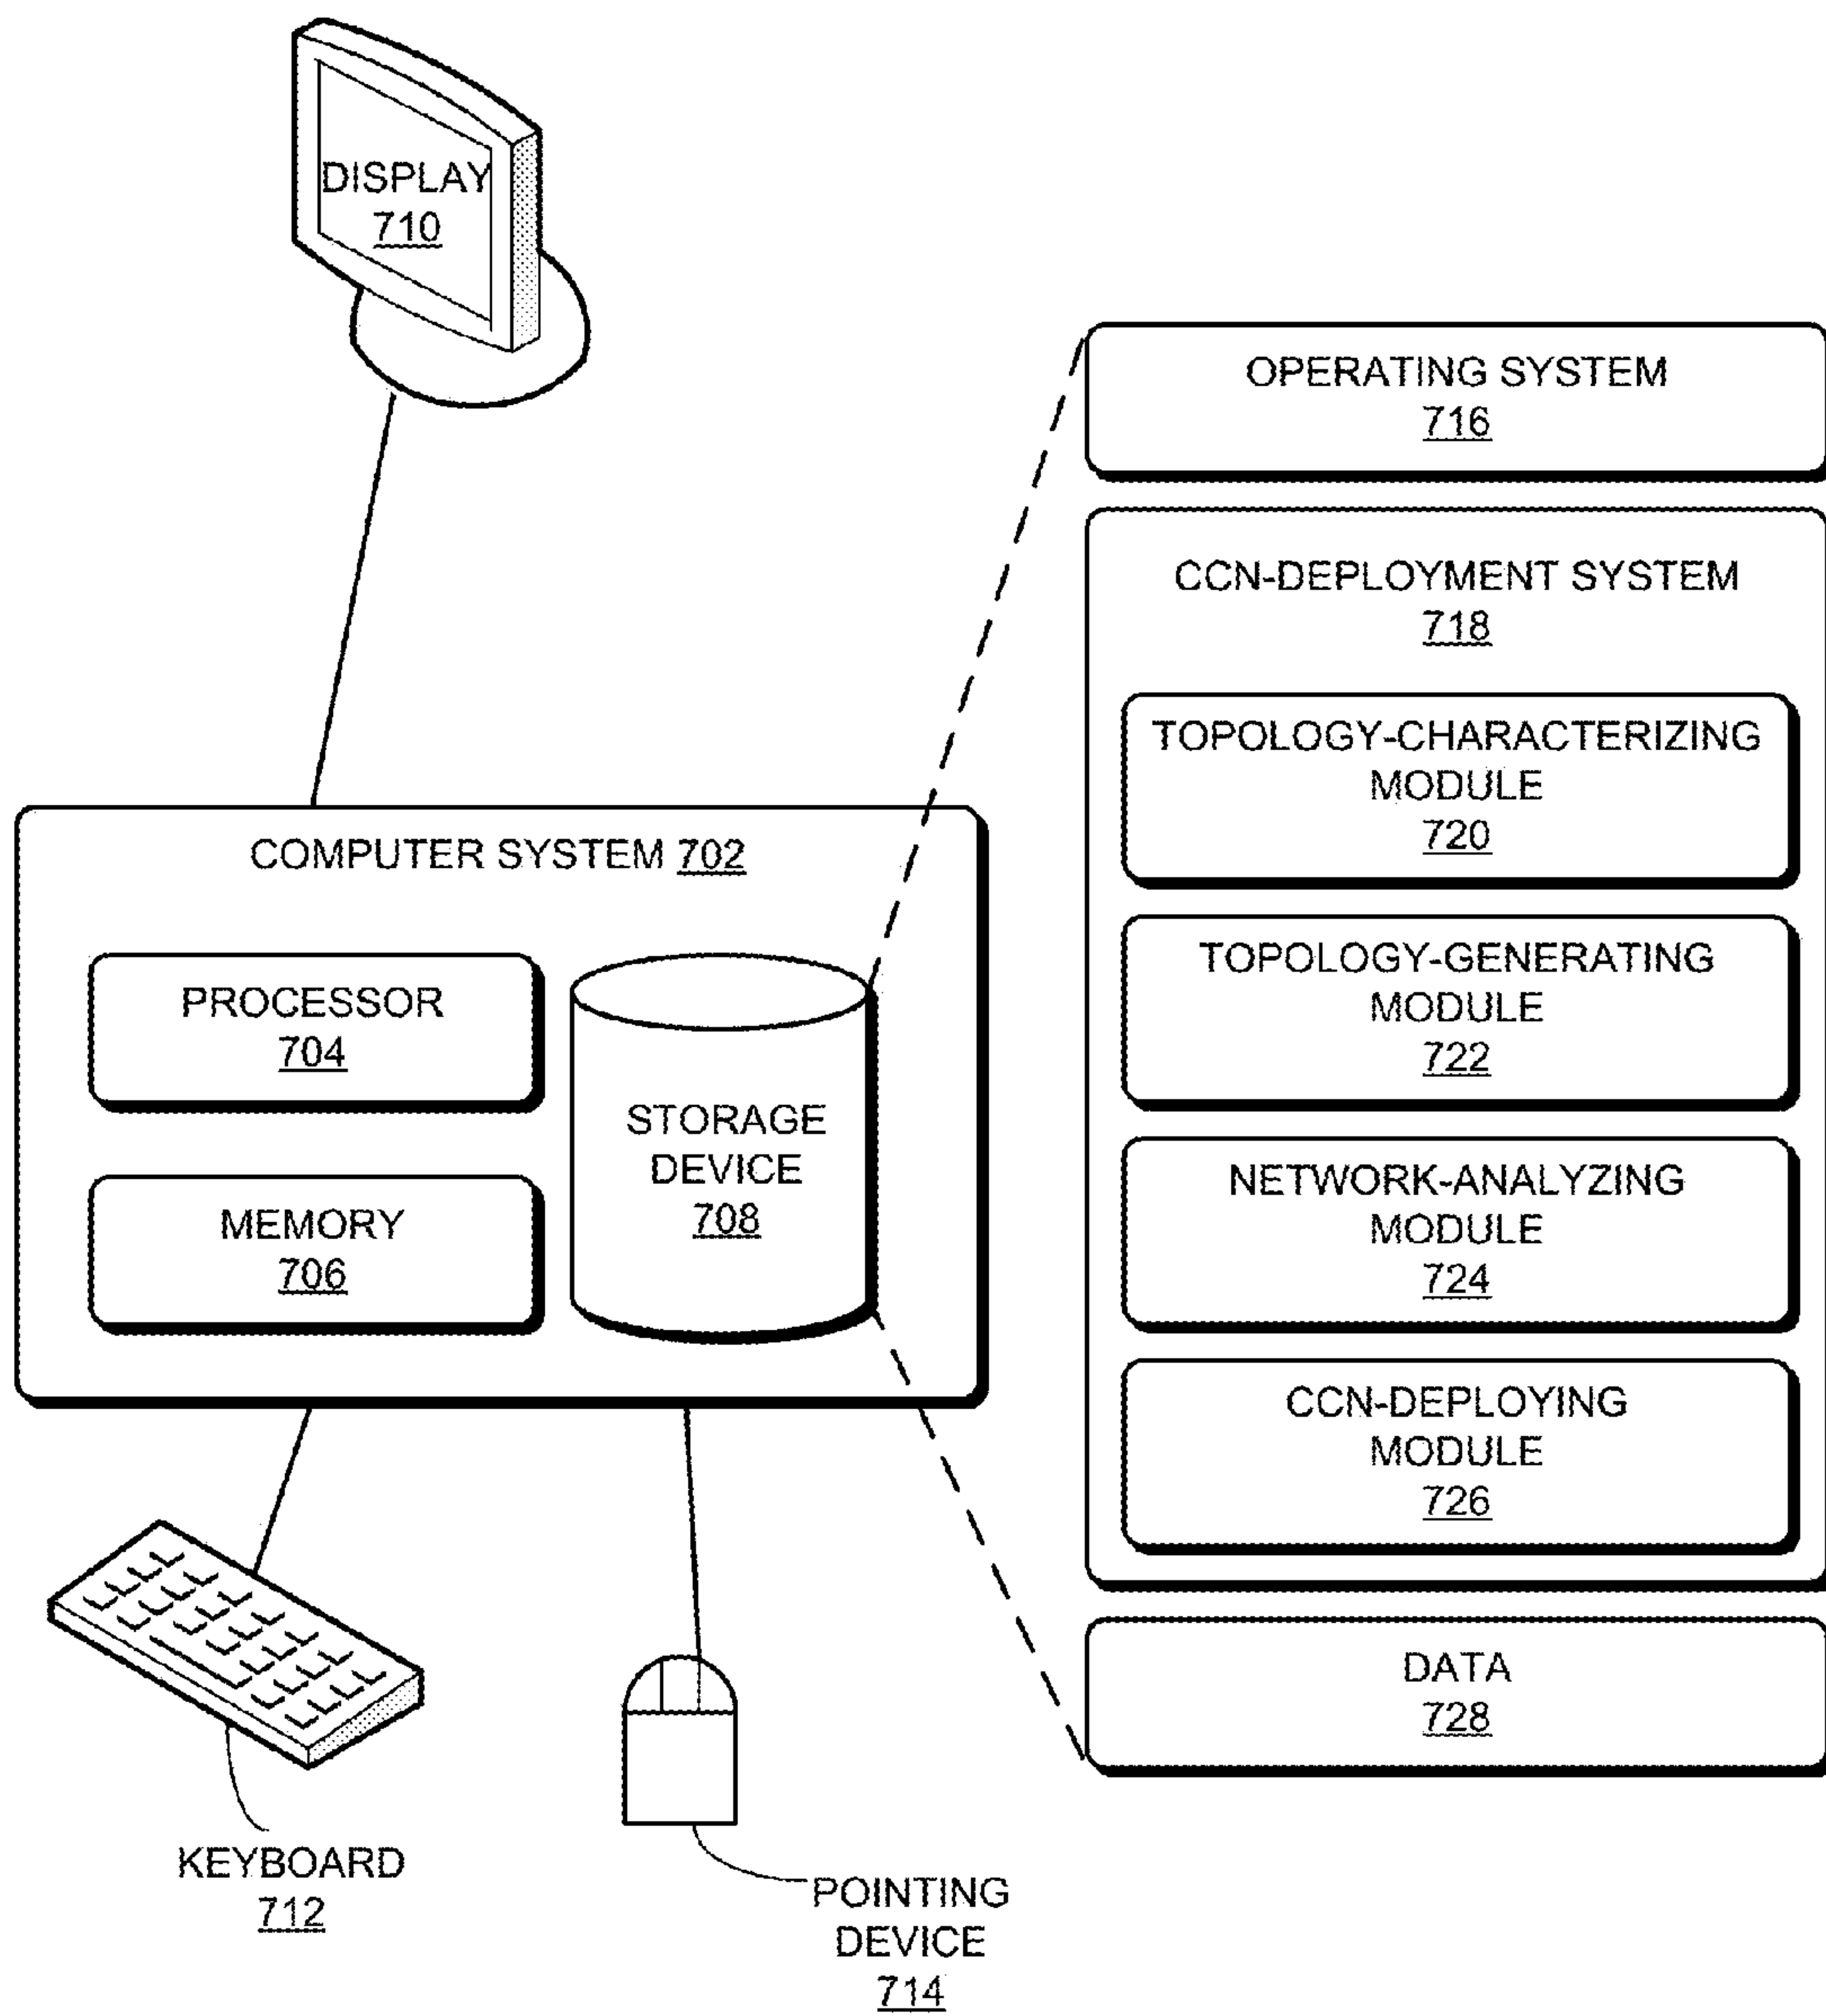 DISPLAY
710
OPERATING SYSTEM
716
CCN-DEPLOYMENT SYSTEM
718
TOPOLOGY-CHARACTERIZING
MODULE
720
TOPOLOGY-GENERATING
MODULE
722
NETWORK-ANALYZING
MODULE
724
CCN-DEPLOYING
MODULE
726
DATA
728
COMPUTER SYSTEM 702
PROCESSOR
704
MEMORY
706
STORAGE
DEVICE
708
KEYBOARD
712
POINTING
DEVICE
714